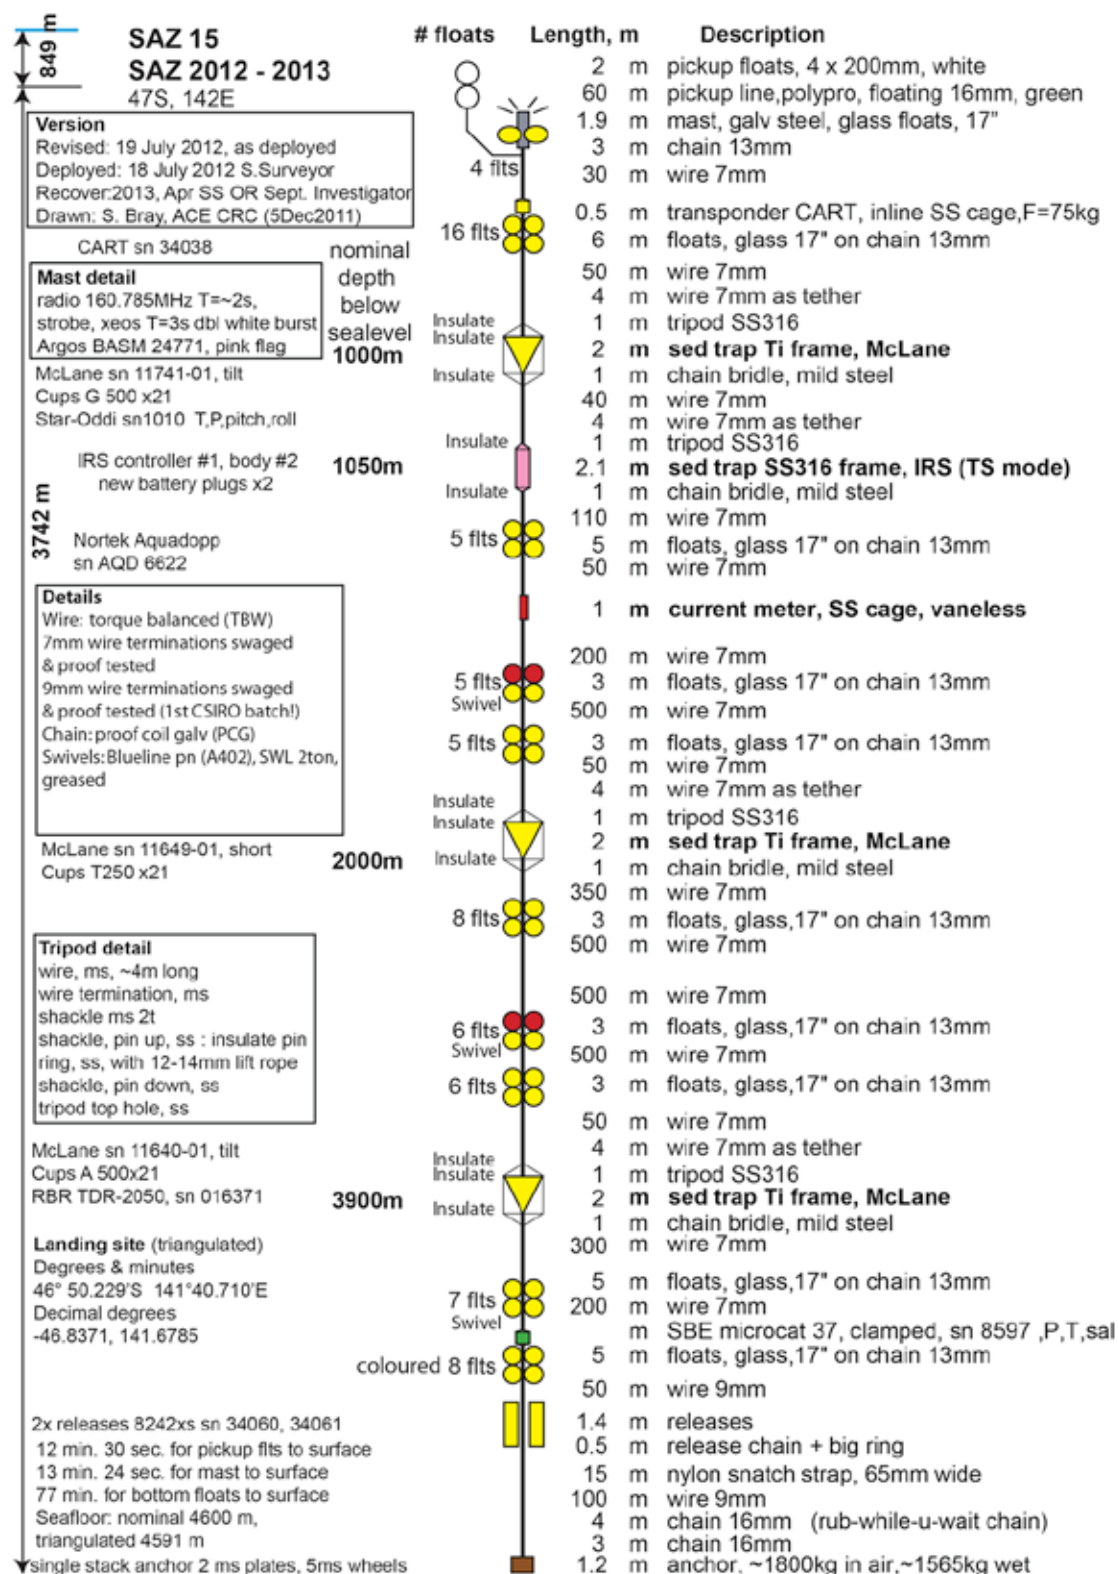 849 m
SAZ 15
SAZ 2012 - 2013
47S, 142E
Version
Revised: 19 July 2012, as deployed
Deployed: 18 July 2012 S.Surveyor
Recover:2013, Apr SS OR Sept. Investigator
Drawn: S. Bray, ACE CRC (5Dec2011)
CART sn 34038
Mast detail
radio 160.785MHz T=~2s,
strobe, xeos T=3s dbl white burst
Argos BASM 24771, pink flag
McLane sn 11741-01, tilt
Cups G 500 x21
Star-Oddi sn1010 T,P,pitch,roll
IRS controller #1, body #2
new battery plugs x2
3742 m
Nortek Aquadopp
sn AQD 6622
Details
Wire: torque balanced (TBW)
7mm wire terminations swaged
& proof tested
9mm wire terminations swaged
& proof tested (1st CSIRO batch!)
Chain: proof coil galv (PCG)
Swivels: Blueline pn (A402), SWL 2ton,
greased
McLane sn 11649-01, short
Cups T250 x21
Tripod detail
wire, ms, ~4m long
wire termination, ms
shackle ms 2t
shackle, pin up, ss : insulate pin
ring, ss, with 12-14mm lift rope
shackle, pin down, ss
tripod top hole, ss
McLane sn 11640-01, tilt
Cups A 500x21
RBR TDR-2050, sn 016371
Landing site (triangulated)
Degrees & minutes
46° 50.229'S 141°40.710'E
Decimal degrees
-46.8371, 141.6785
2x releases 8242xs sn 34060, 34061
12 min. 30 sec. for pickup flts to surface
13 min. 24 sec. for mast to surface
77 min. for bottom floats to surface
Seafloor: nominal 4600 m,
triangulated 4591 m
single stack anchor 2 ms plates, 5ms wheels
nominal
depth
below
sealevel
1000m
1050m
2000m
3900m
# floats
4 flts
16 flts
Insulate
Insulate
Insulate
Insulate
Insulate
5 flts
5 flts
Swivel
5 flts
Insulate
Insulate
Insulate
8 flts
6 flts
Swivel
6 flts
Insulate
Insulate
Insulate
7 flts
Swivel
coloured 8 flts
Length, m Description
2 m pickup floats, 4 x 200mm, white
60 m pickup line,polypro, floating 16mm, green
1.9 m mast, galv steel, glass floats, 17"
3 m chain 13mm
30 m wire 7mm
0.5 m transponder CART, inline SS cage,F=75kg
6 m floats, glass 17" on chain 13mm
50 m wire 7mm
4 m wire 7mm as tether
1 m tripod SS316
2 m sed trap Ti frame, McLane
1 m chain bridle, mild steel
40 m wire 7mm
4 m wire 7mm as tether
1 m tripod SS316
2.1 m sed trap SS316 frame, IRS (TS mode)
1 m chain bridle, mild steel
110 m wire 7mm
5 m floats, glass 17" on chain 13mm
50 m wire 7mm
1 m current meter, SS cage, vaneless
200 m wire 7mm
3 m floats, glass 17" on chain 13mm
500 m wire 7mm
3 m floats, glass 17" on chain 13mm
50 m wire 7mm
4 m wire 7mm as tether
1 m tripod SS316
2 m sed trap Ti frame, McLane
1 m chain bridle, mild steel
350 m wire 7mm
3 m floats, glass,17" on chain 13mm
500 m wire 7mm
500 m wire 7mm
3 m floats, glass,17" on chain 13mm
500 m wire 7mm
3 m floats, glass,17" on chain 13mm
50 m wire 7mm
4 m wire 7mm as tether
1 m tripod SS316
2 m sed trap Ti frame, McLane
1 m chain bridle, mild steel
300 m wire 7mm
5 m floats, glass,17" on chain 13mm
200 m wire 7mm
m SBE microcat 37, clamped, sn 8597 ,P,T,sal
5 m floats, glass,17" on chain 13mm
50 m wire 9mm
1.4 m releases
0.5 m release chain + big ring
15 m nylon snatch strap, 65mm wide
100 m wire 9mm
4 m chain 16mm (rub-while-u-wait chain)
3 m chain 16mm
1.2 m anchor, ~1800kg in air,~1565kg wet